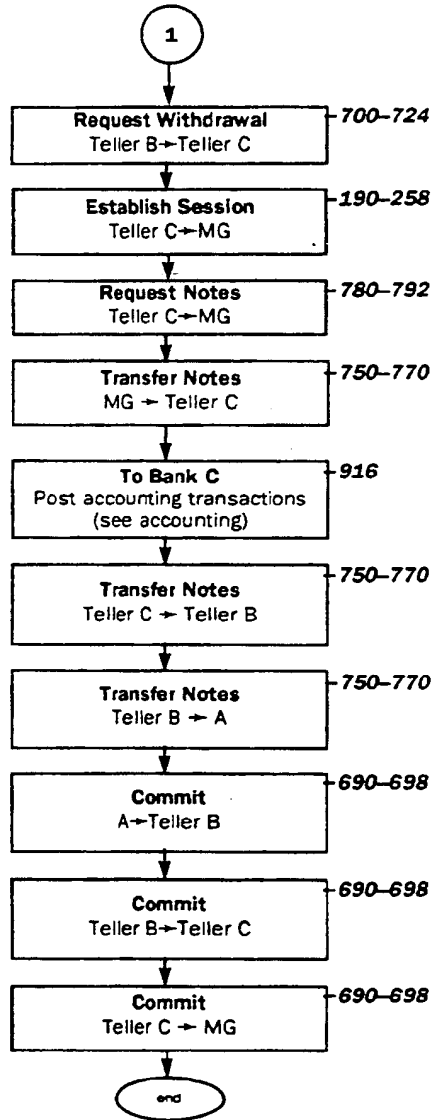 1
Request Withdrawal
Teller B→Teller C
700–724
Establish Session
Teller C→MG
190–258
Request Notes
Teller C→MG
780–792
Transfer Notes
MG → Teller C
750–770
To Bank C
Post accounting transactions
(see accounting)
916
Transfer Notes
Teller C → Teller B
750–770
Transfer Notes
Teller B → A
750–770
Commit
A→Teller B
690–698
Commit
Teller B→Teller C
690–698
Commit
Teller C → MG
690–698
end